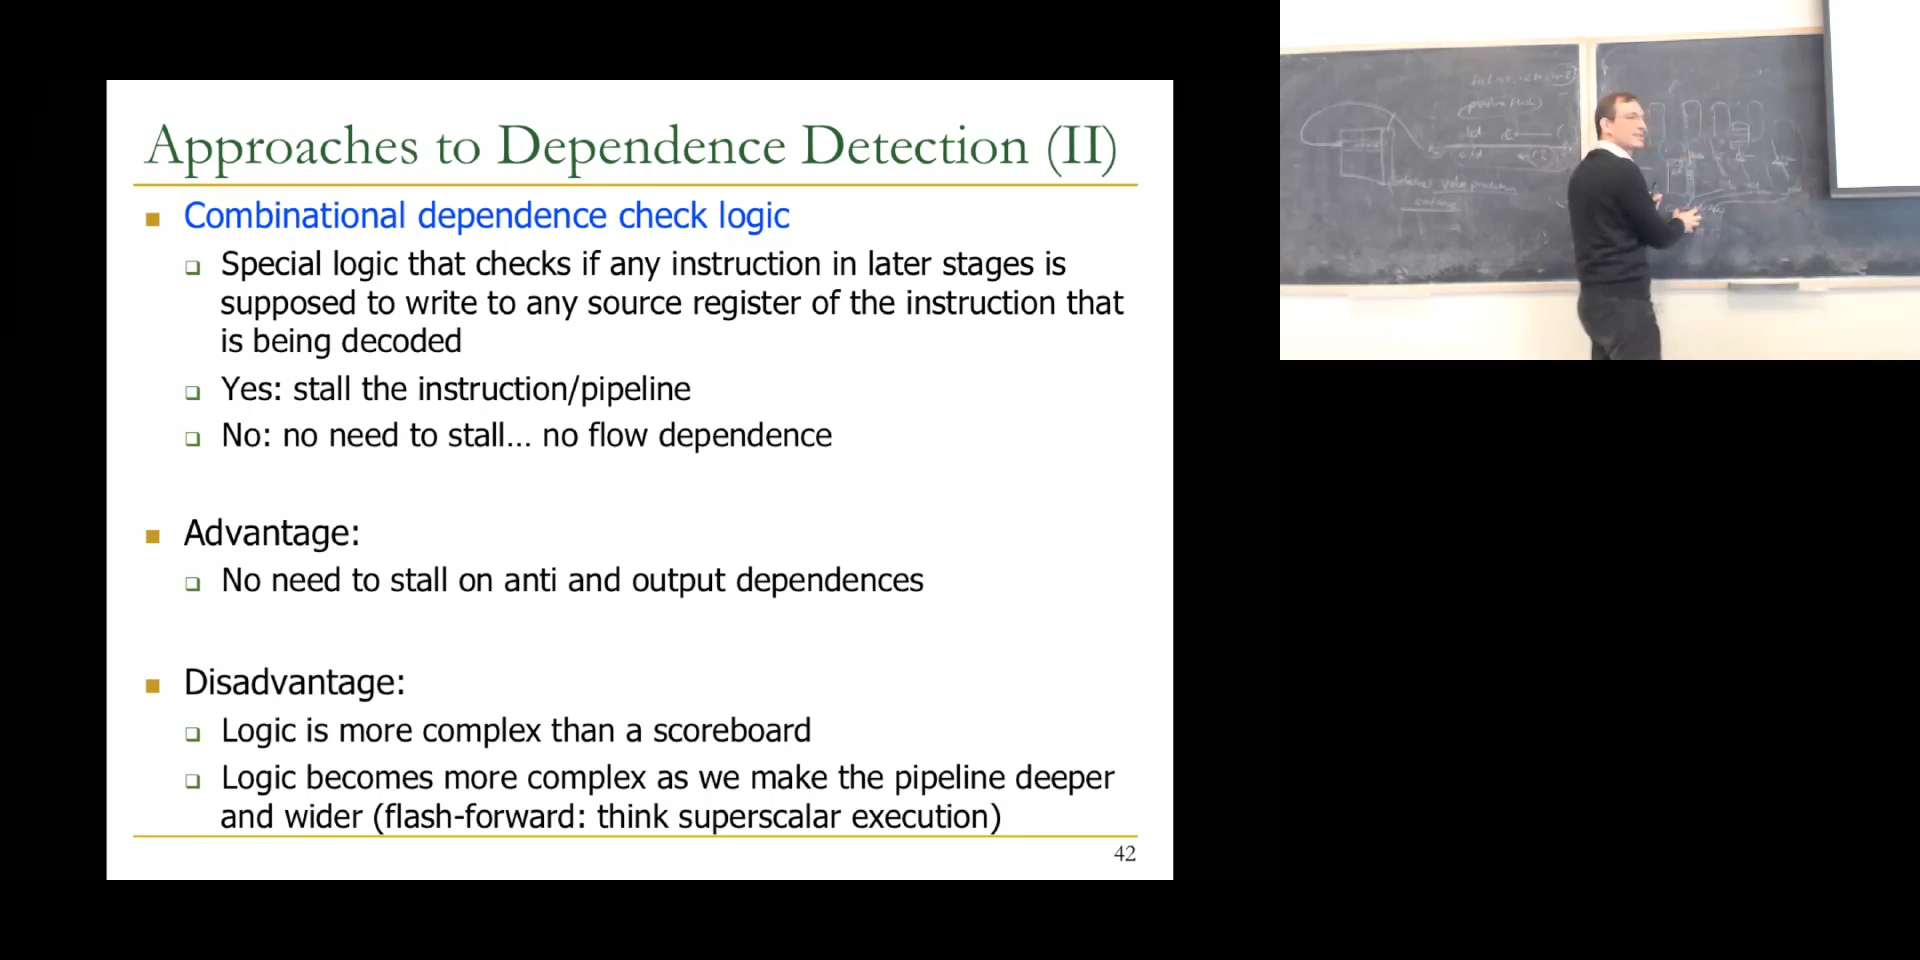 Approaches to Dependence Detection (II)
■ Combinational dependence check logic
❑ Special logic that checks if any instruction in later stages is
supposed to write to any source register of the instruction that
is being decoded
❑ Yes: stall the instruction/pipeline
❑ No: no need to stall... no flow dependence
■ Advantage:
❑ No need to stall on anti and output dependences
■ Disadvantage:
❑ Logic is more complex than a scoreboard
❑ Logic becomes more complex as we make the pipeline deeper
and wider (flash-forward: think superscalar execution)
42